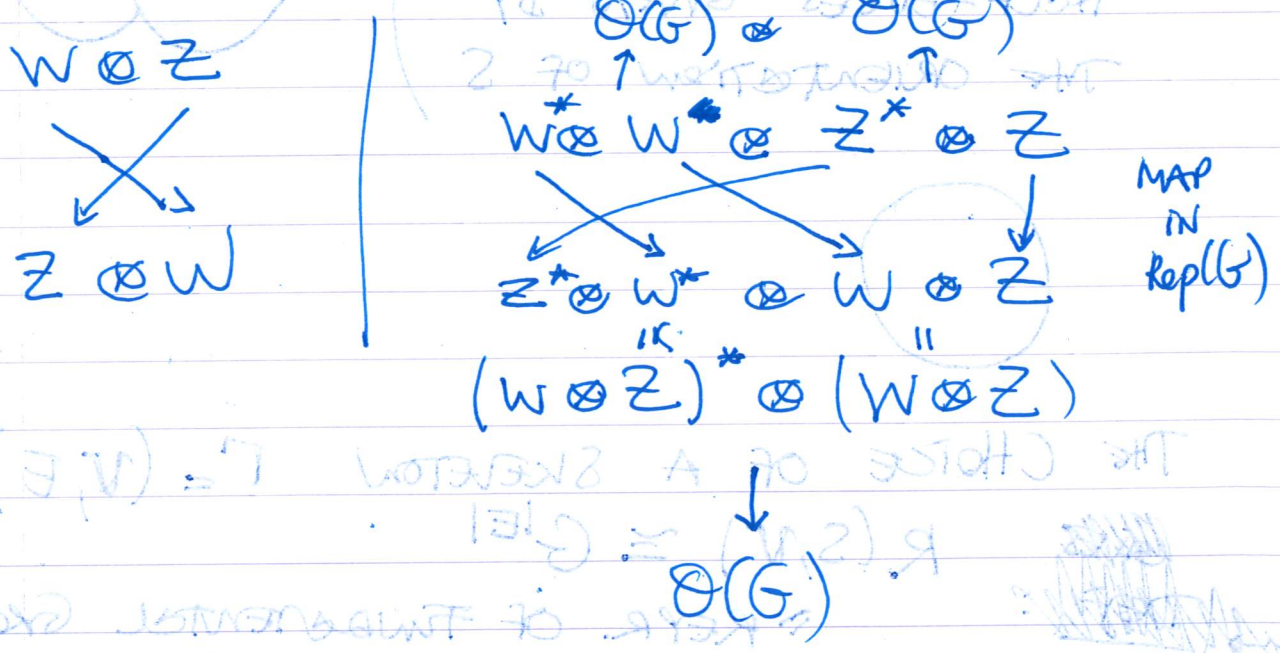 O(G) ⊗ O(G)
W ⊗ Z
W* ⊗ W ⊗ Z* ⊗ Z
MAP
IN
Rep(G)
Z ⊗ W
Z* ⊗ W* ⊗ W ⊗ Z
(W ⊗ Z)* ⊗ (W ⊗ Z)
O(G)